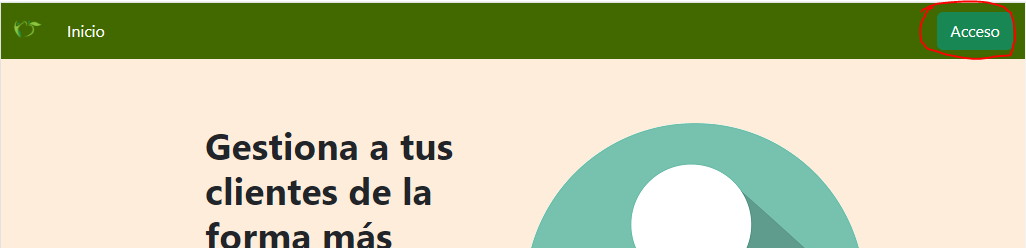 Inicio
Acceso
Gestiona a tus
clientes de la
forma más